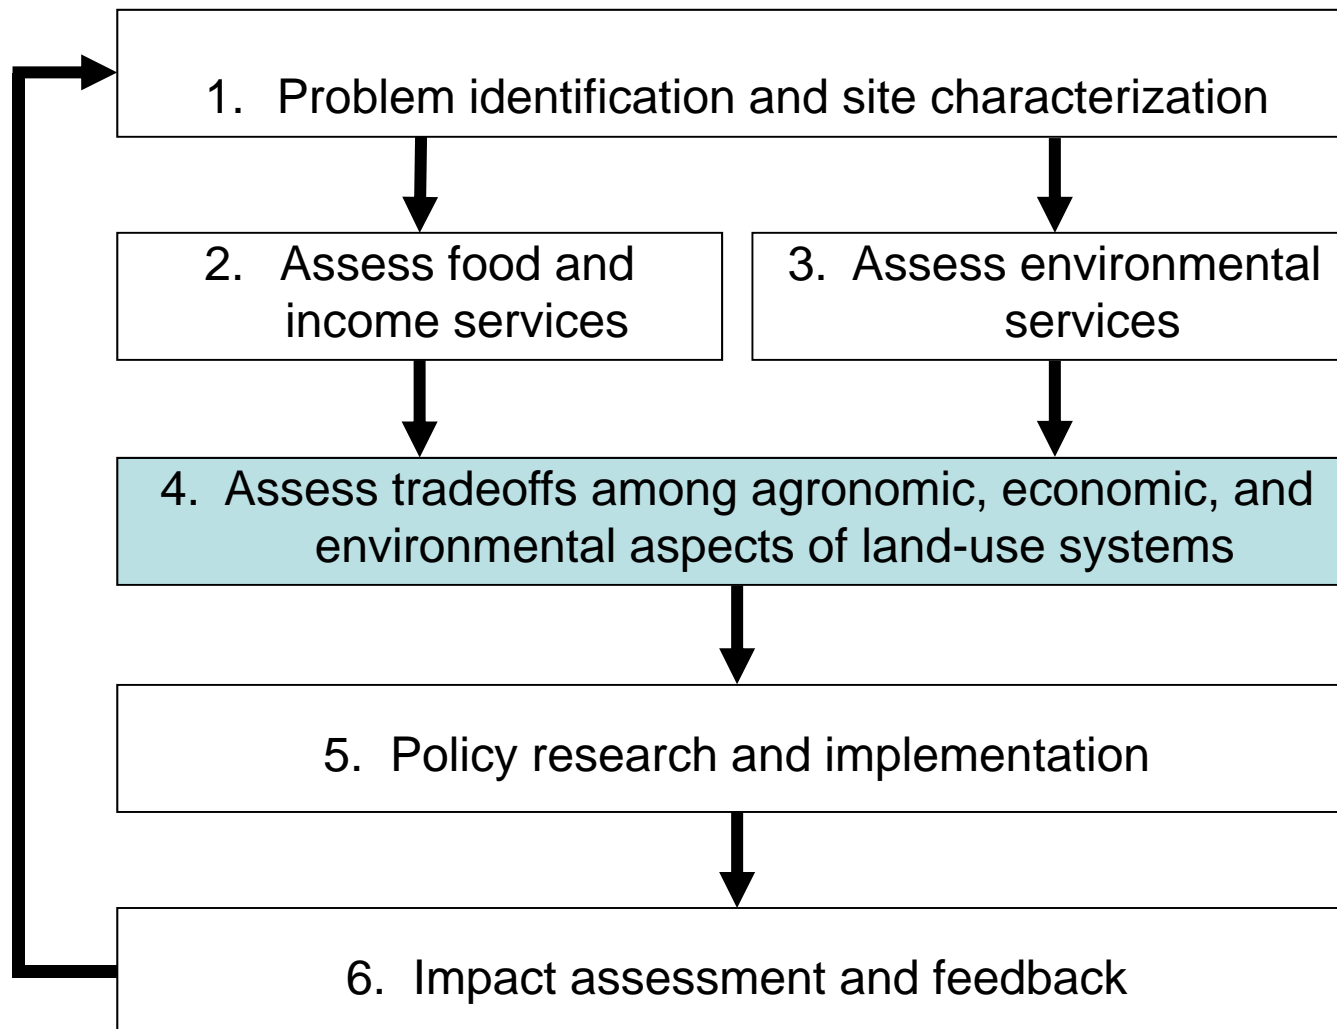 1. Problem identification and site characterization
2. Assess food and
income services
3. Assess environmental
services
4. Assess tradeoffs among agronomic, economic, and
environmental aspects of land-use systems
5. Policy research and implementation
6. Impact assessment and feedback